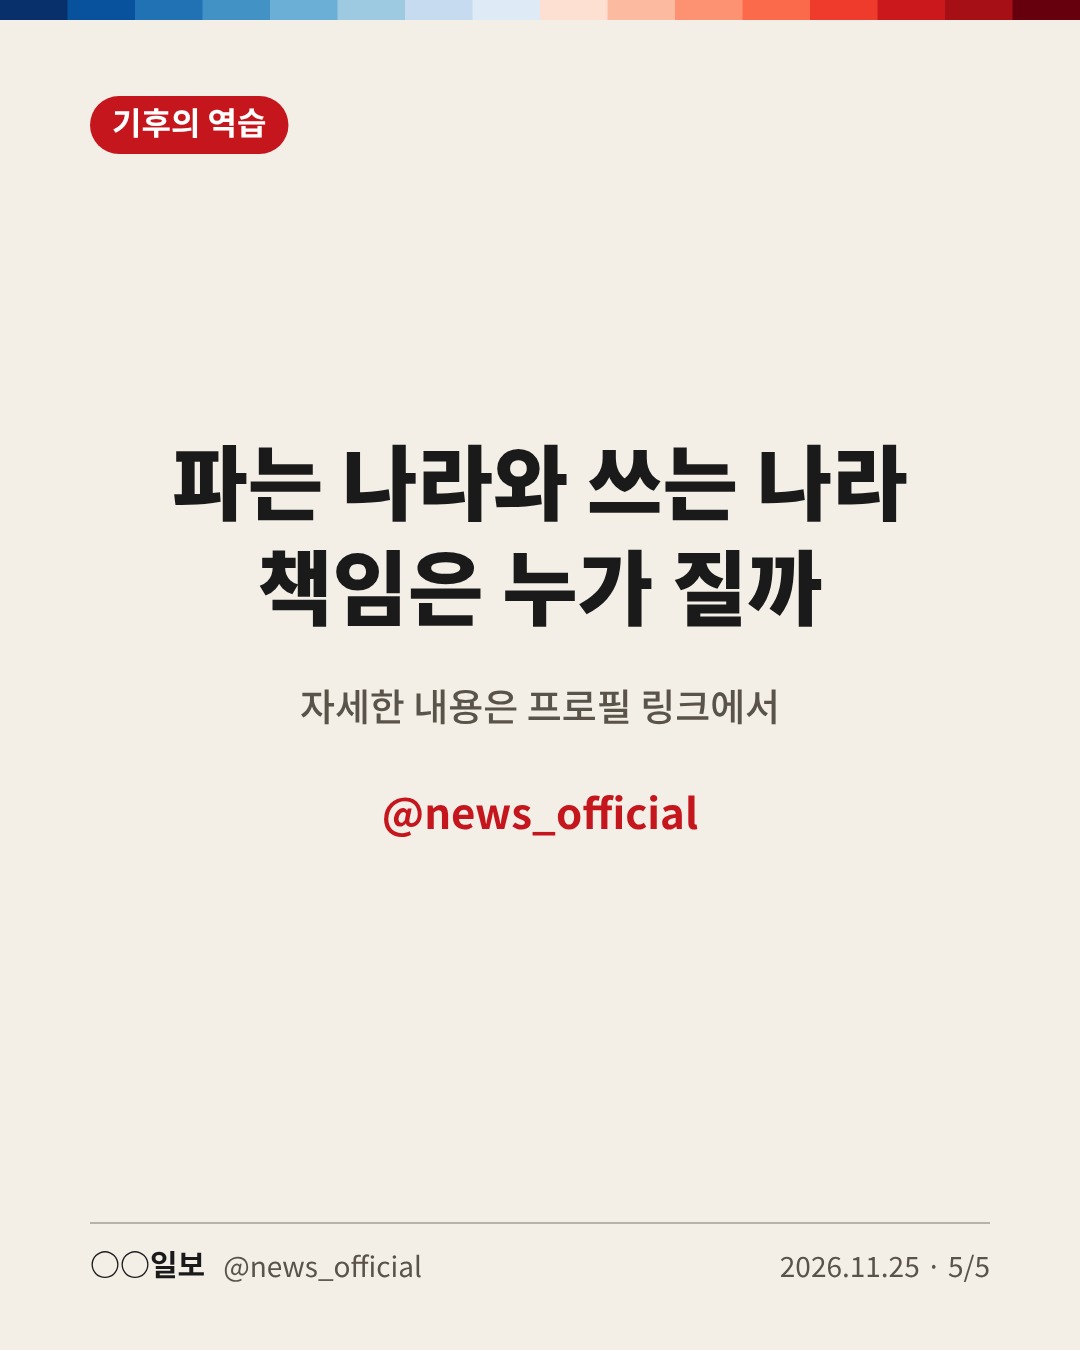 기후의 역습
파는 나라와 쓰는 나라
책임은 누가 질까
자세한 내용은 프로필 링크에서
@news_official
○○일보 @news_official
2026.11.25 · 5/5